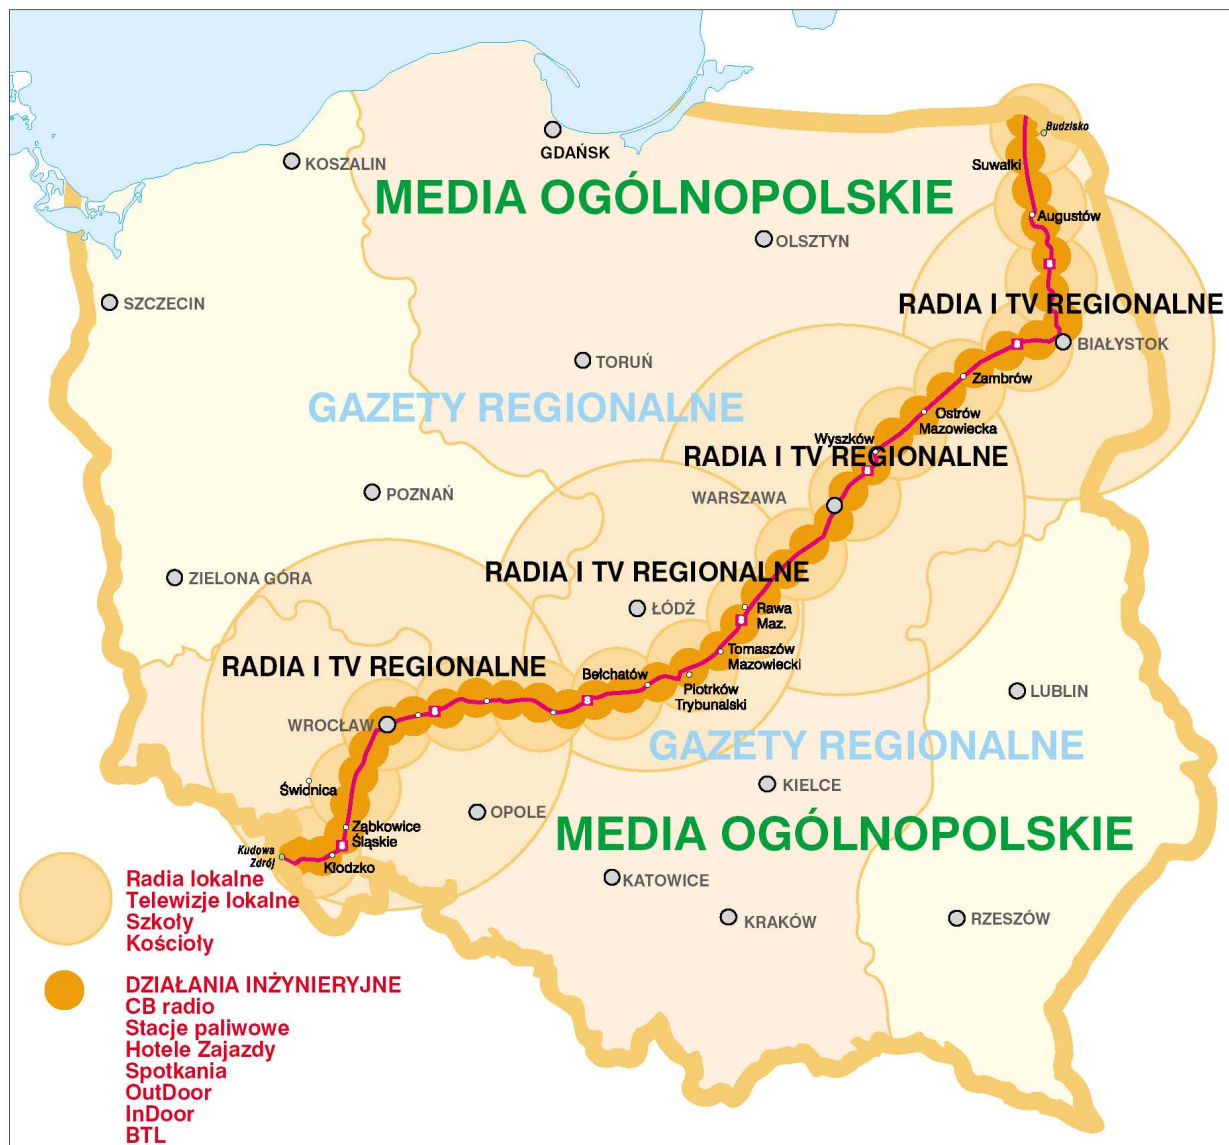 Budzisko
GDAŃSK
KOSZALIN
Suwałki
MEDIA OGÓLNOPOLSKIE
Augustów
OLSZTYN
SZCZECIN
RADIA I TV REGIONALNE
BIAŁYSTOK
TORUŃ
Zambrów
GAZETY REGIONALNE
Ostrów
Mazowiecka
Wyszków
RADIA I TV REGIONALNE
POZNAŃ
WARSZAWA
RADIA I TV REGIONALNE
ZIELONA GÓRA
ŁÓDŹ
Rawa
Maz.
Tomaszów
Mazowiecki
RADIA I TV REGIONALNE
Bełchatów
Piotrków
Trybunalski
LUBLIN
WROCŁAW
GAZETY REGIONALNE
KIELCE
Świdnica
OPOLE
Ząbkowice
Śląskie
MEDIA OGÓLNOPOLSKIE
Kudowa
Zdrój
Kłodzko
KATOWICE
KRAKÓW
RZESZÓW
Radia lokalne
Telewizje lokalne
Szkoły
Kościoły
DZIAŁANIA INŻYNIERYJNE
CB radio
Stacje paliwowe
Hotele Zajazdy
Spotkania
OutDoor
InDoor
BTL